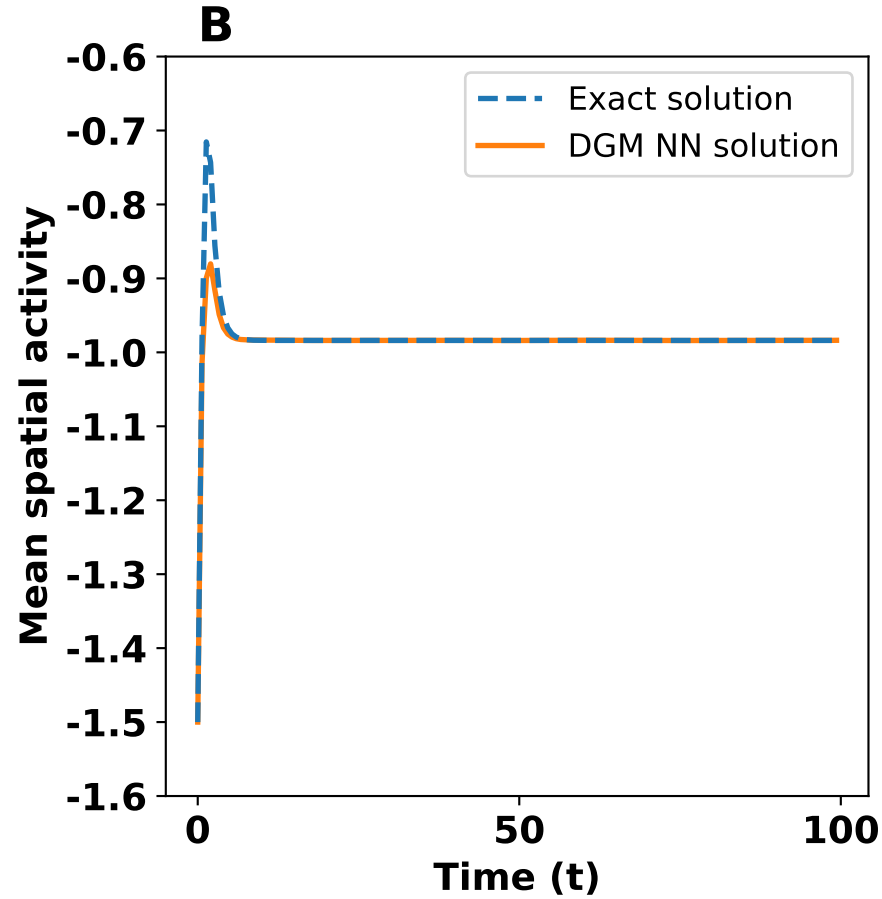 B
-0.6
-0.7
-0.8
-0.9
-1.0
-1.1
-1.2
-1.3
-1.4
-1.5
-1.6
Mean spatial activity
Exact solution
DGM NN solution
0 50 100
Time (t)